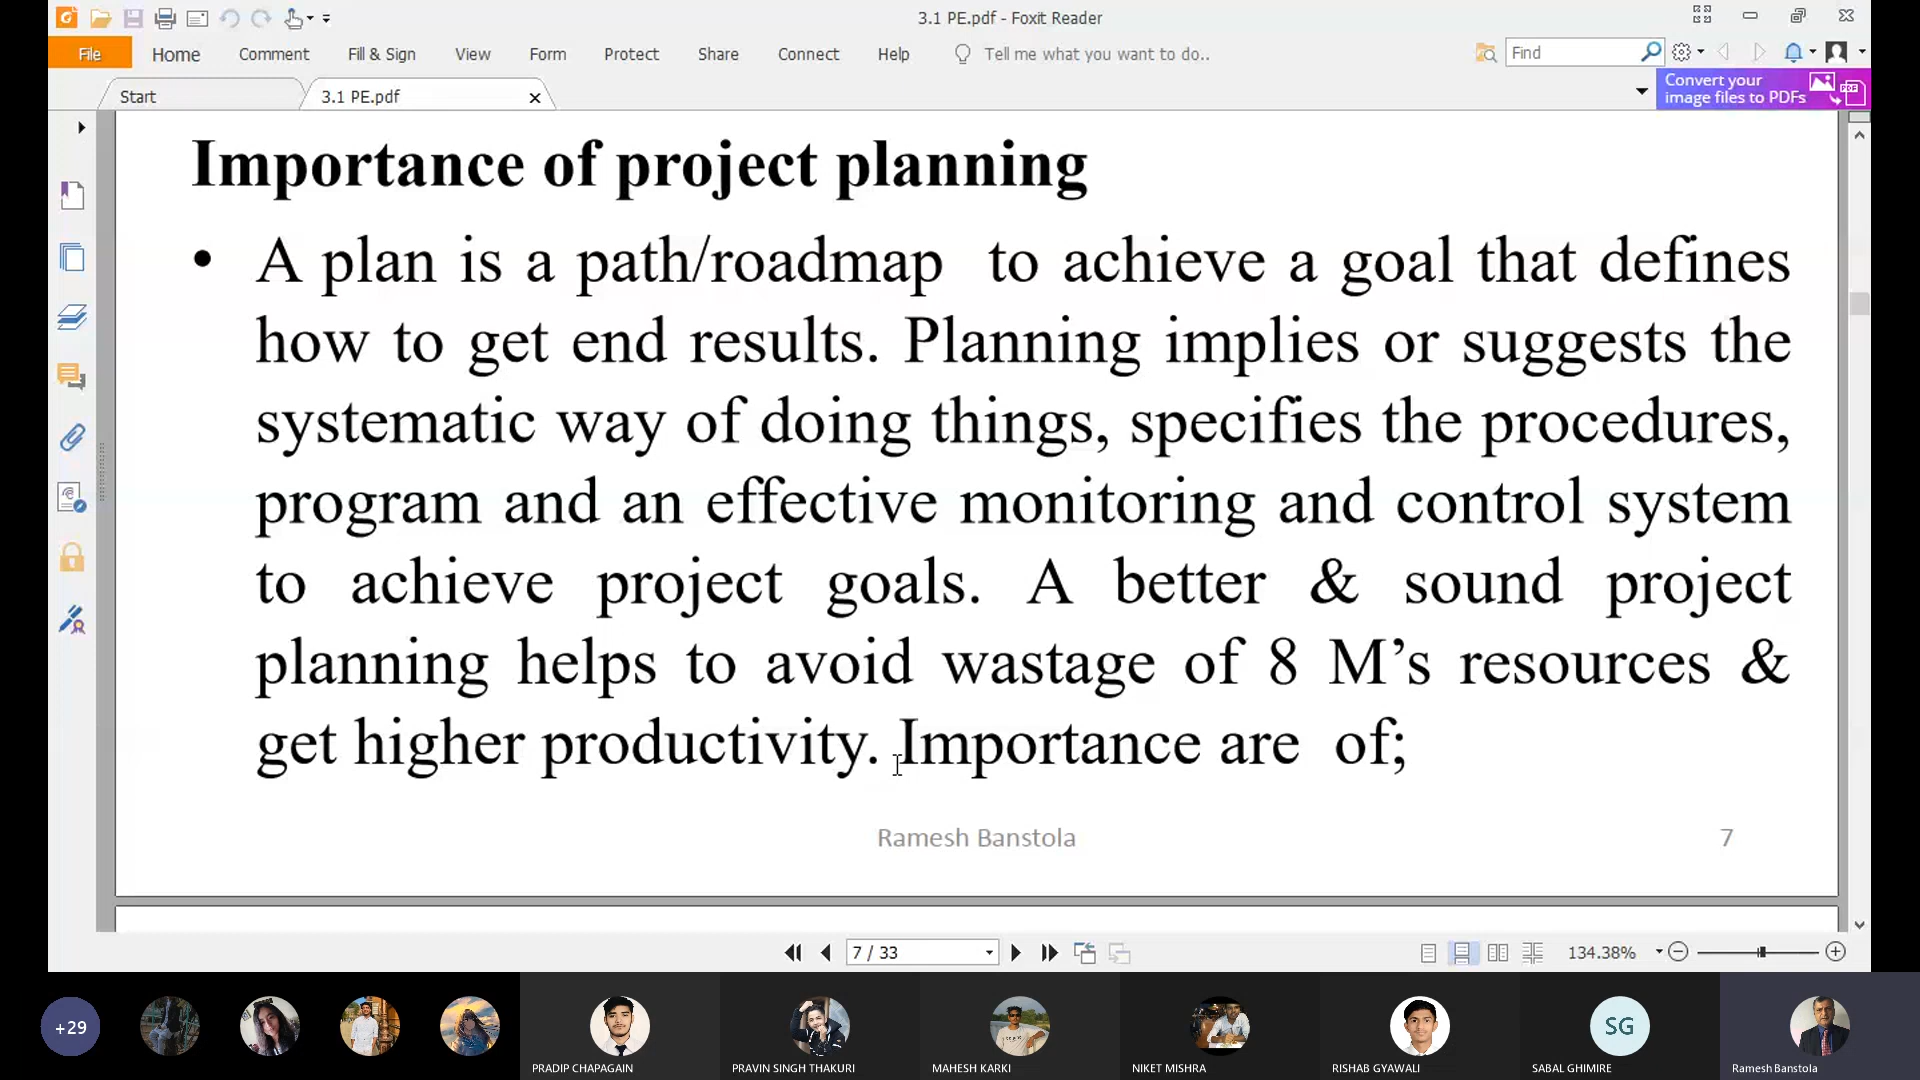 3.1 PE.pdf - Foxit Reader
File Home Comment Fill & Sign View Form Protect Share Connect Help Tell me what you want to do.. Find
Start 3.1 PE.pdf
Convert your
image files to PDFs
Importance of project planning
• A plan is a path/roadmap to achieve a goal that defines
how to get end results. Planning implies or suggests the
systematic way of doing things, specifies the procedures,
program and an effective monitoring and control system
to achieve project goals. A better & sound project
planning helps to avoid wastage of 8 M’s resources &
get higher productivity. Importance are of;
Ramesh Banstola 7
7 / 33 134.38%
+29 SG
PRADIP CHAPAGAIN PRAVIN SINGH THAKURI MAHESH KARKI NIKET MISHRA RISHAB GYAWALI SABAL GHIMIRE Ramesh Banstola